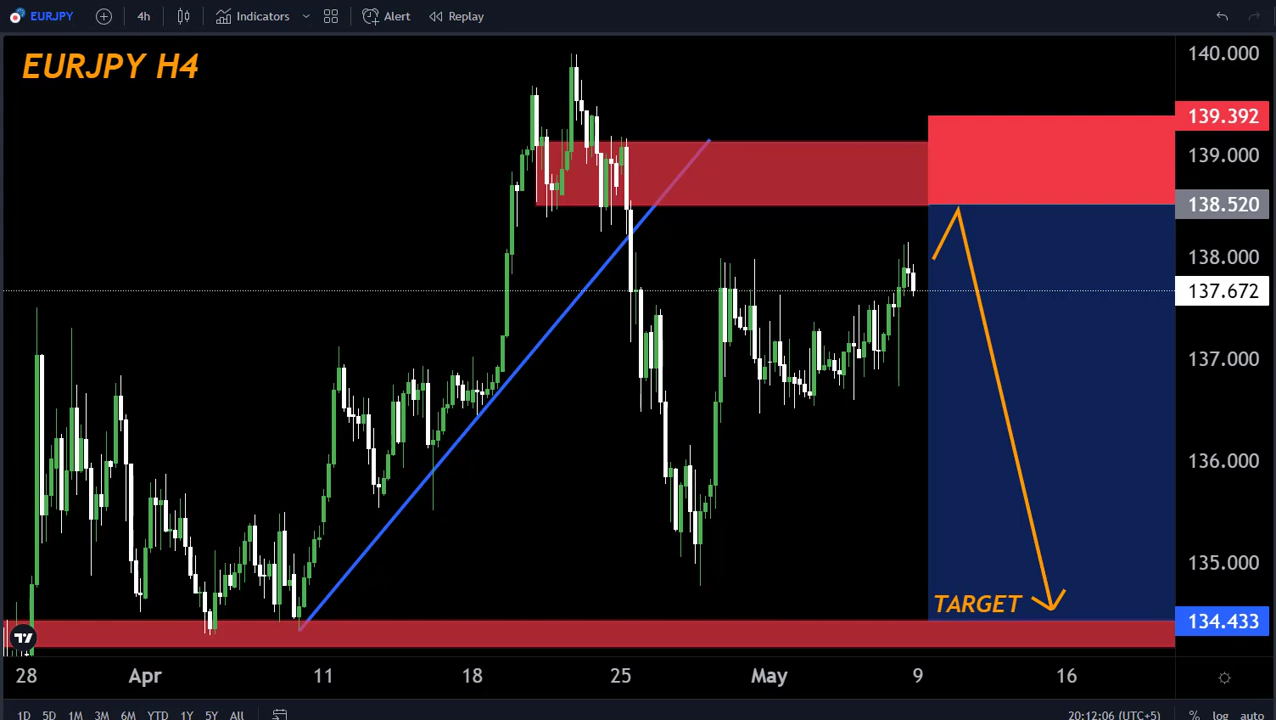 EURJPY 4h Indicators Alert Replay
EURJPY H4
140.000
139.392
139.000
138.520
138.000
137.672
137.000
136.000
135.000
TARGET
134.433
28 Apr 11 18 25 May 9 16
1D 5D 1M 3M 6M YTD 1Y 5Y All 20:12:06 (UTC+5) % log auto